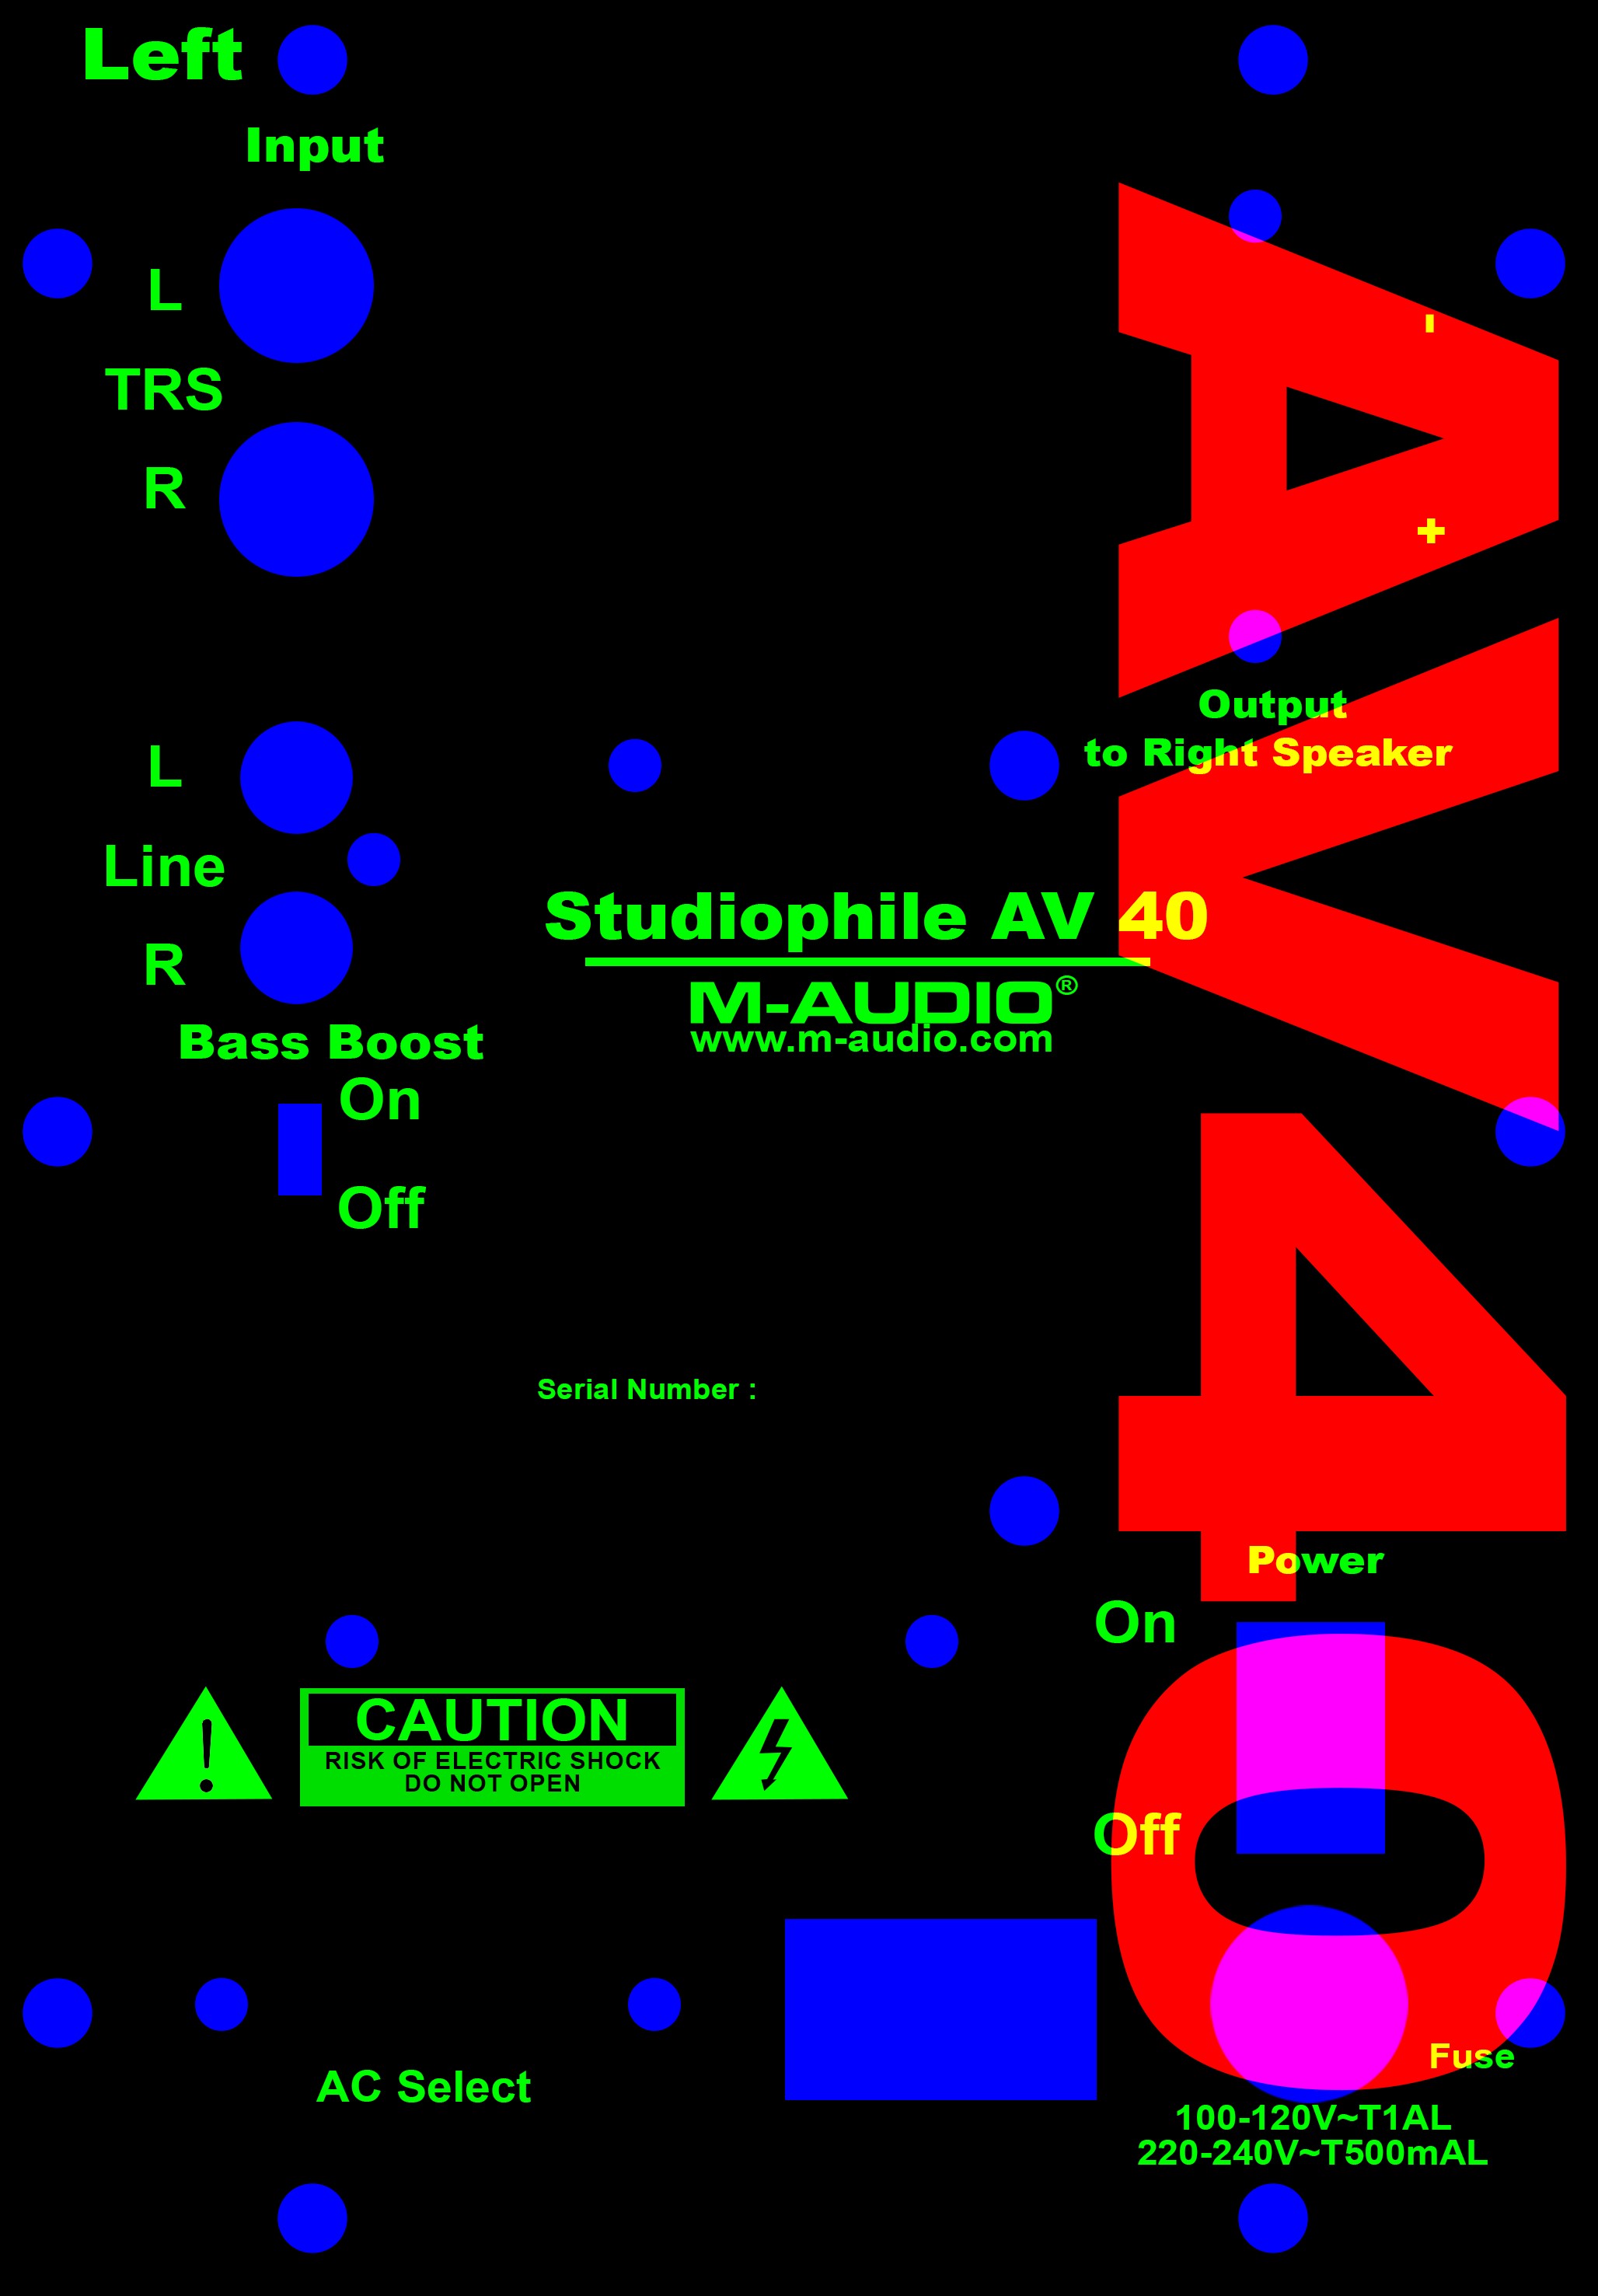 Left
Input
L
TRS
R
-
+
AV 40
Output
to Right Speaker
L
Line
R
Studiophile AV 40
M-AUDIO®
www.m-audio.com
Bass Boost
On
Off
Serial Number :
Power
On
Off
CAUTION
RISK OF ELECTRIC SHOCK
DO NOT OPEN
!
AC Select
Fuse
100-120V~T1AL
220-240V~T500mAL